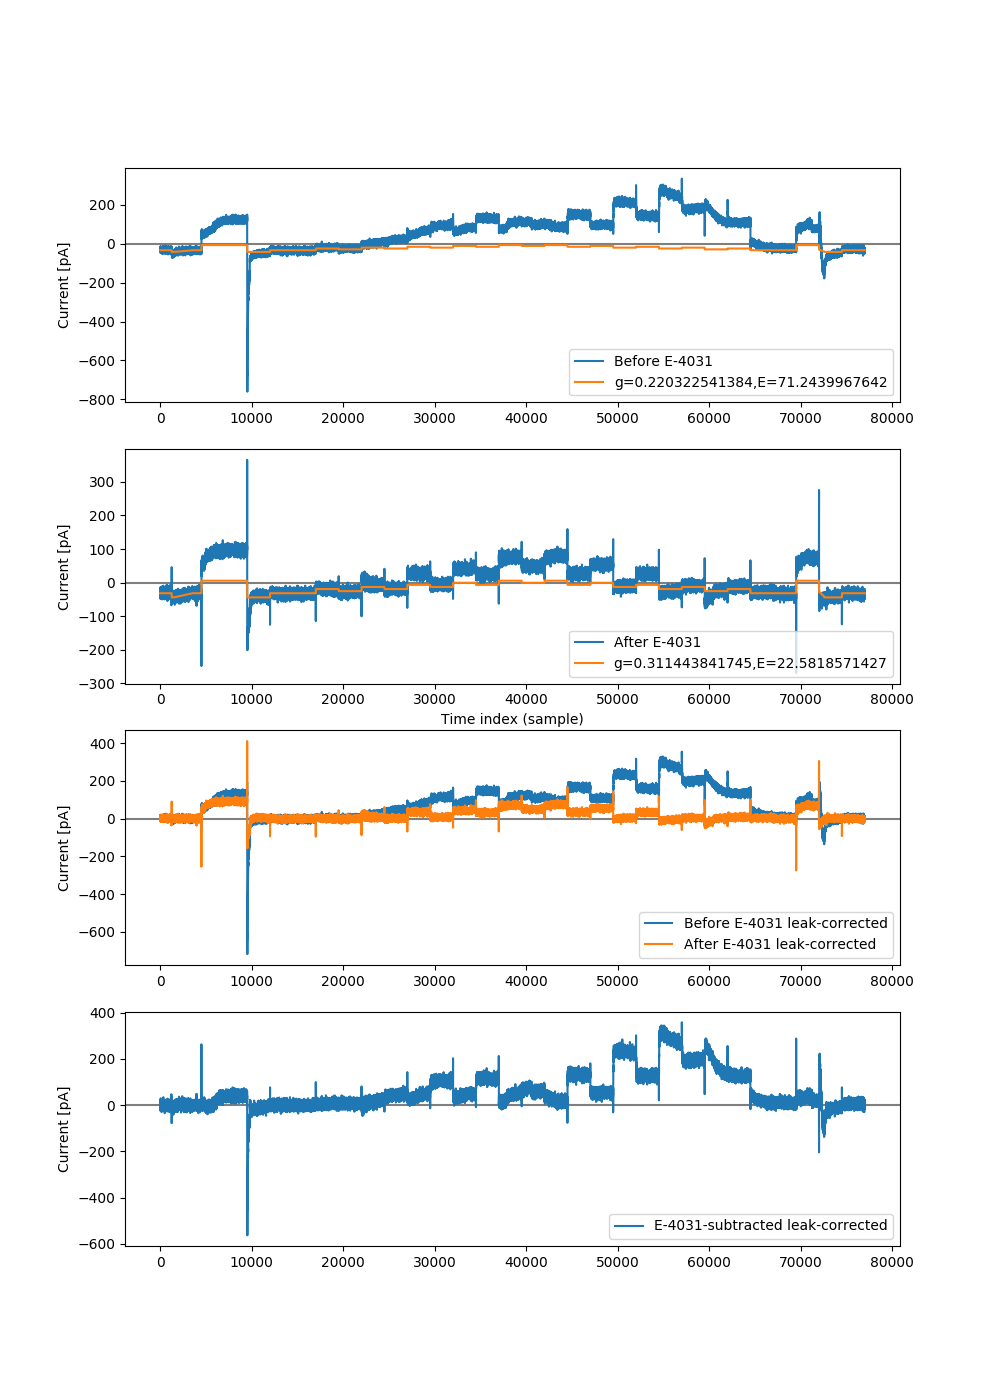 200
0
−200
−400
−600
−800
Current [pA]
Before E-4031
g=0.220322541384,E=71.2439967642
0 10000 20000 30000 40000 50000 60000 70000 80000
300
200
100
0
−100
−200
−300
Current [pA]
After E-4031
g=0.311443841745,E=22.5818571427
0 10000 20000 30000 40000 50000 60000 70000 80000
Time index (sample)
400
200
0
−200
−400
−600
Current [pA]
Before E-4031 leak-corrected
After E-4031 leak-corrected
0 10000 20000 30000 40000 50000 60000 70000 80000
400
200
0
−200
−400
−600
Current [pA]
E-4031-subtracted leak-corrected
0 10000 20000 30000 40000 50000 60000 70000 80000